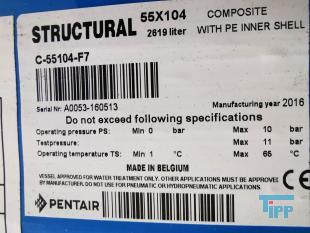 STRUCTURAL 55X104 COMPOSITE
2619 liter WITH PE INNER SHELL
C-55104-F7
Serial Nr: A0053-160513 Manufacturing year 2016
Do not exceed following specifications
Operating pressure PS: Min 0 bar Max 10 bar
Testpressure: Max 11 bar
Operating temperature TS: Min 1 °C Max 65 °C
MADE IN BELGIUM
VESSEL APPROVED FOR WATER TREATMENT ONLY. ANY OTHER APPLICATIONS MUST BE APPROVED
BY MANUFACTURER. DO NOT USE FOR PNEUMATIC OR HYDROPNEUMATIC APPLICATIONS.
CE
PENTAIR
TIPP